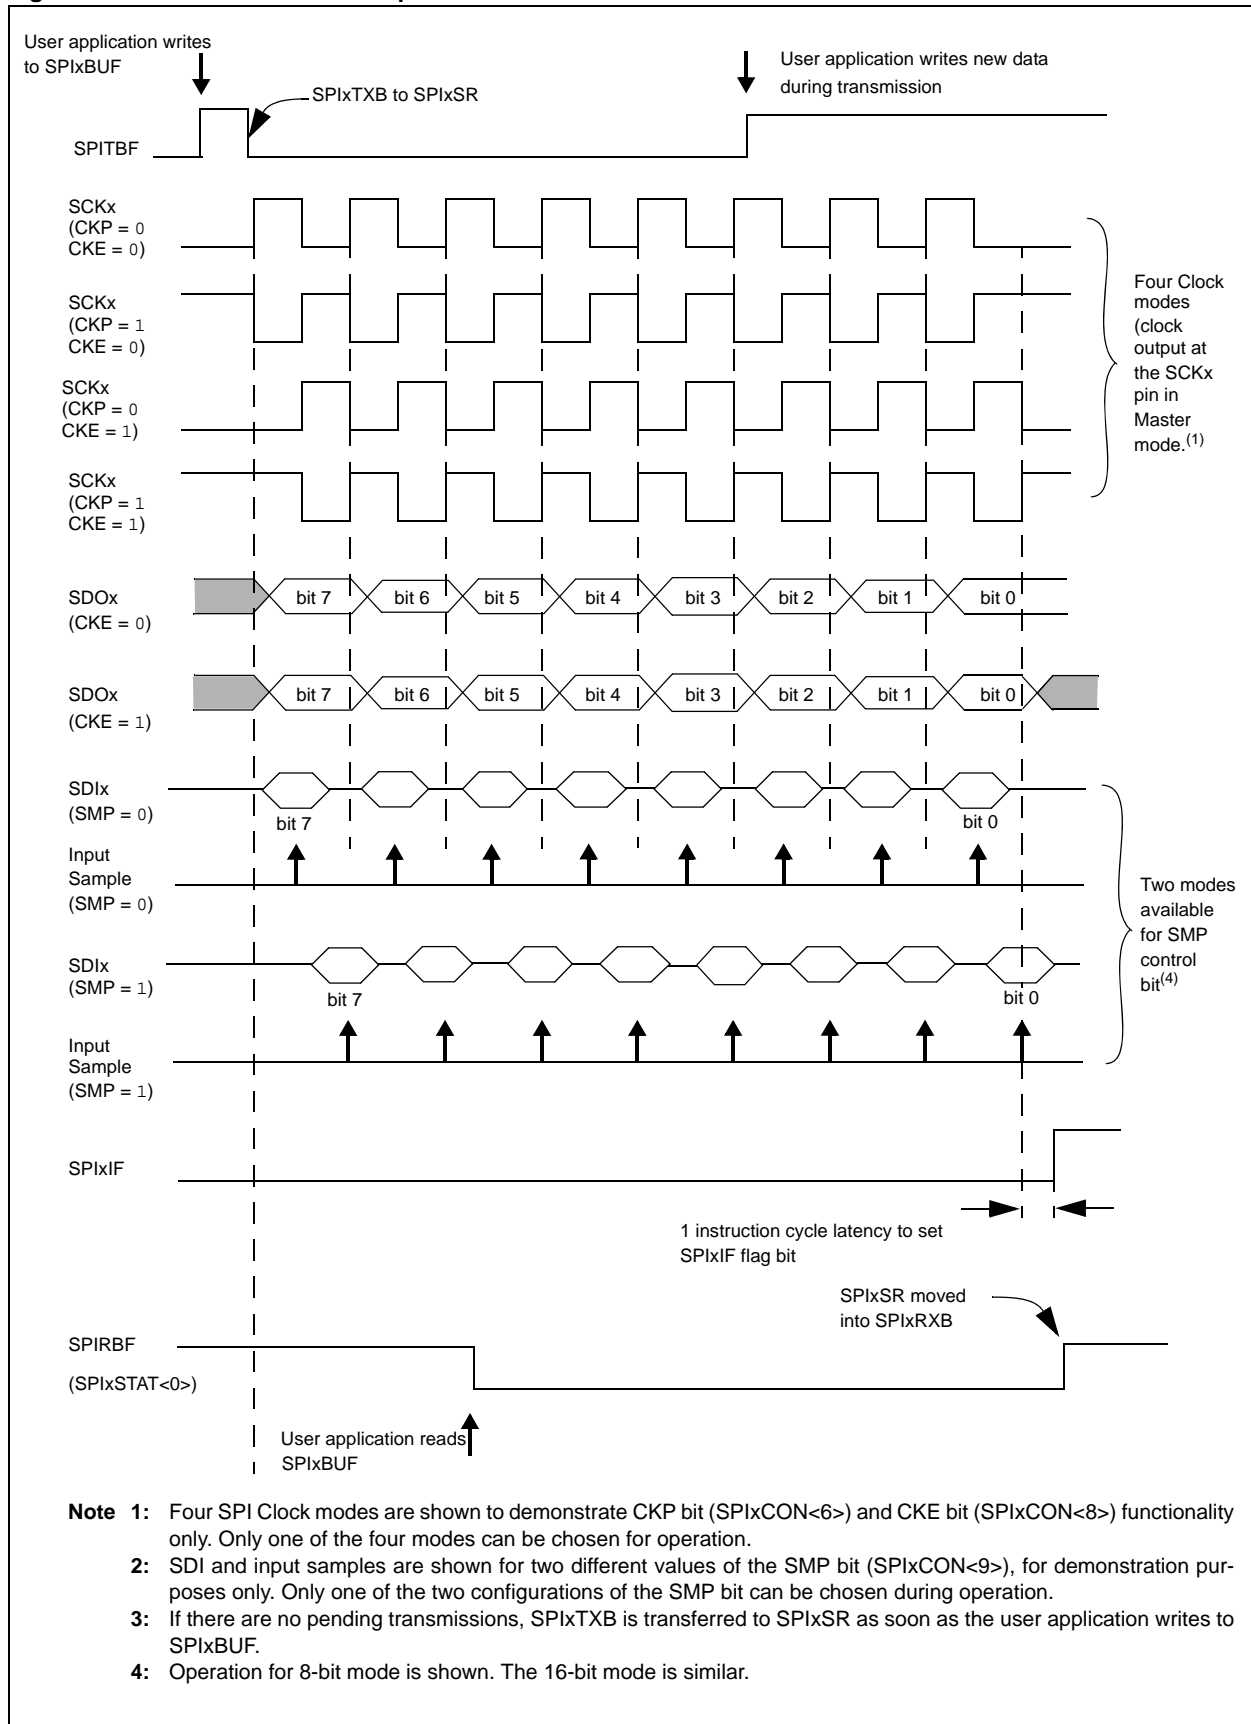 User application writes
to SPIxBUF
User application writes new data
during transmission
SPIxTXB to SPIxSR
SPITBF
SCKx
(CKP = 0
CKE = 0)
SCKx
(CKP = 1
CKE = 0)
SCKx
(CKP = 0
CKE = 1)
SCKx
(CKP = 1
CKE = 1)
Four Clock
modes
(clock
output at
the SCKx
pin in
Master
mode.(1)
SDOx
(CKE = 0)
bit 7 bit 6 bit 5 bit 4 bit 3 bit 2 bit 1 bit 0
SDOx
(CKE = 1)
bit 7 bit 6 bit 5 bit 4 bit 3 bit 2 bit 1 bit 0
SDIx
(SMP = 0)
bit 7 bit 0
Input
Sample
(SMP = 0)
SDIx
(SMP = 1)
bit 7 bit 0
Input
Sample
(SMP = 1)
Two modes
available
for SMP
control
bit(4)
SPIxIF
1 instruction cycle latency to set
SPIxIF flag bit
SPIxSR moved
into SPIxRXB
SPIRBF
(SPIxSTAT<0>)
User application reads
SPIxBUF
Note 1: Four SPI Clock modes are shown to demonstrate CKP bit (SPIxCON<6>) and CKE bit (SPIxCON<8>) functionality
only. Only one of the four modes can be chosen for operation.
2: SDI and input samples are shown for two different values of the SMP bit (SPIxCON<9>), for demonstration pur-
poses only. Only one of the two configurations of the SMP bit can be chosen during operation.
3: If there are no pending transmissions, SPIxTXB is transferred to SPIxSR as soon as the user application writes to
SPIxBUF.
4: Operation for 8-bit mode is shown. The 16-bit mode is similar.